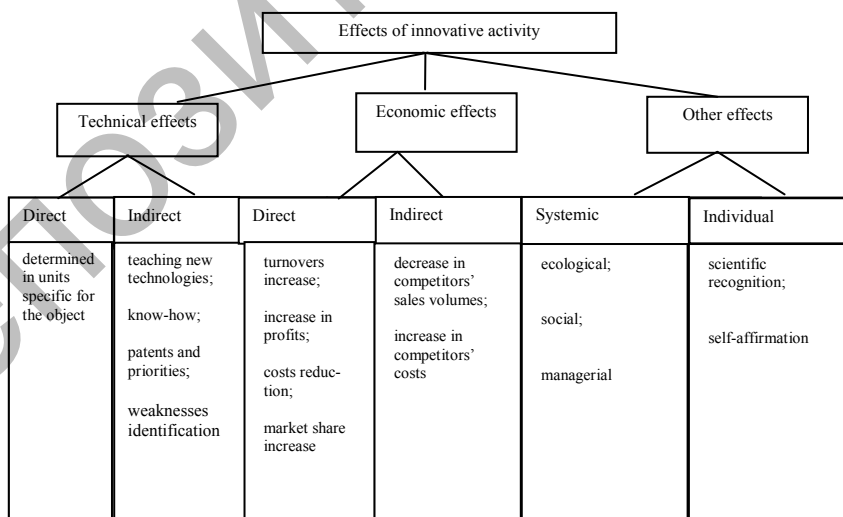 Effects of innovative activity
Technical effects
Economic effects
Other effects
Direct
Indirect
Direct
Indirect
Systemic
Individual
determined
in units
specific for
the object
teaching new
technologies;
know-how;
patents and
priorities;
weaknesses
identification
turnovers
increase;
increase in
profits;
costs reduc-
tion;
market share
increase
decrease in
competitors’
sales volumes;
increase in
competitors’
costs
ecological;
social;
managerial
scientific
recognition;
self-affirmation